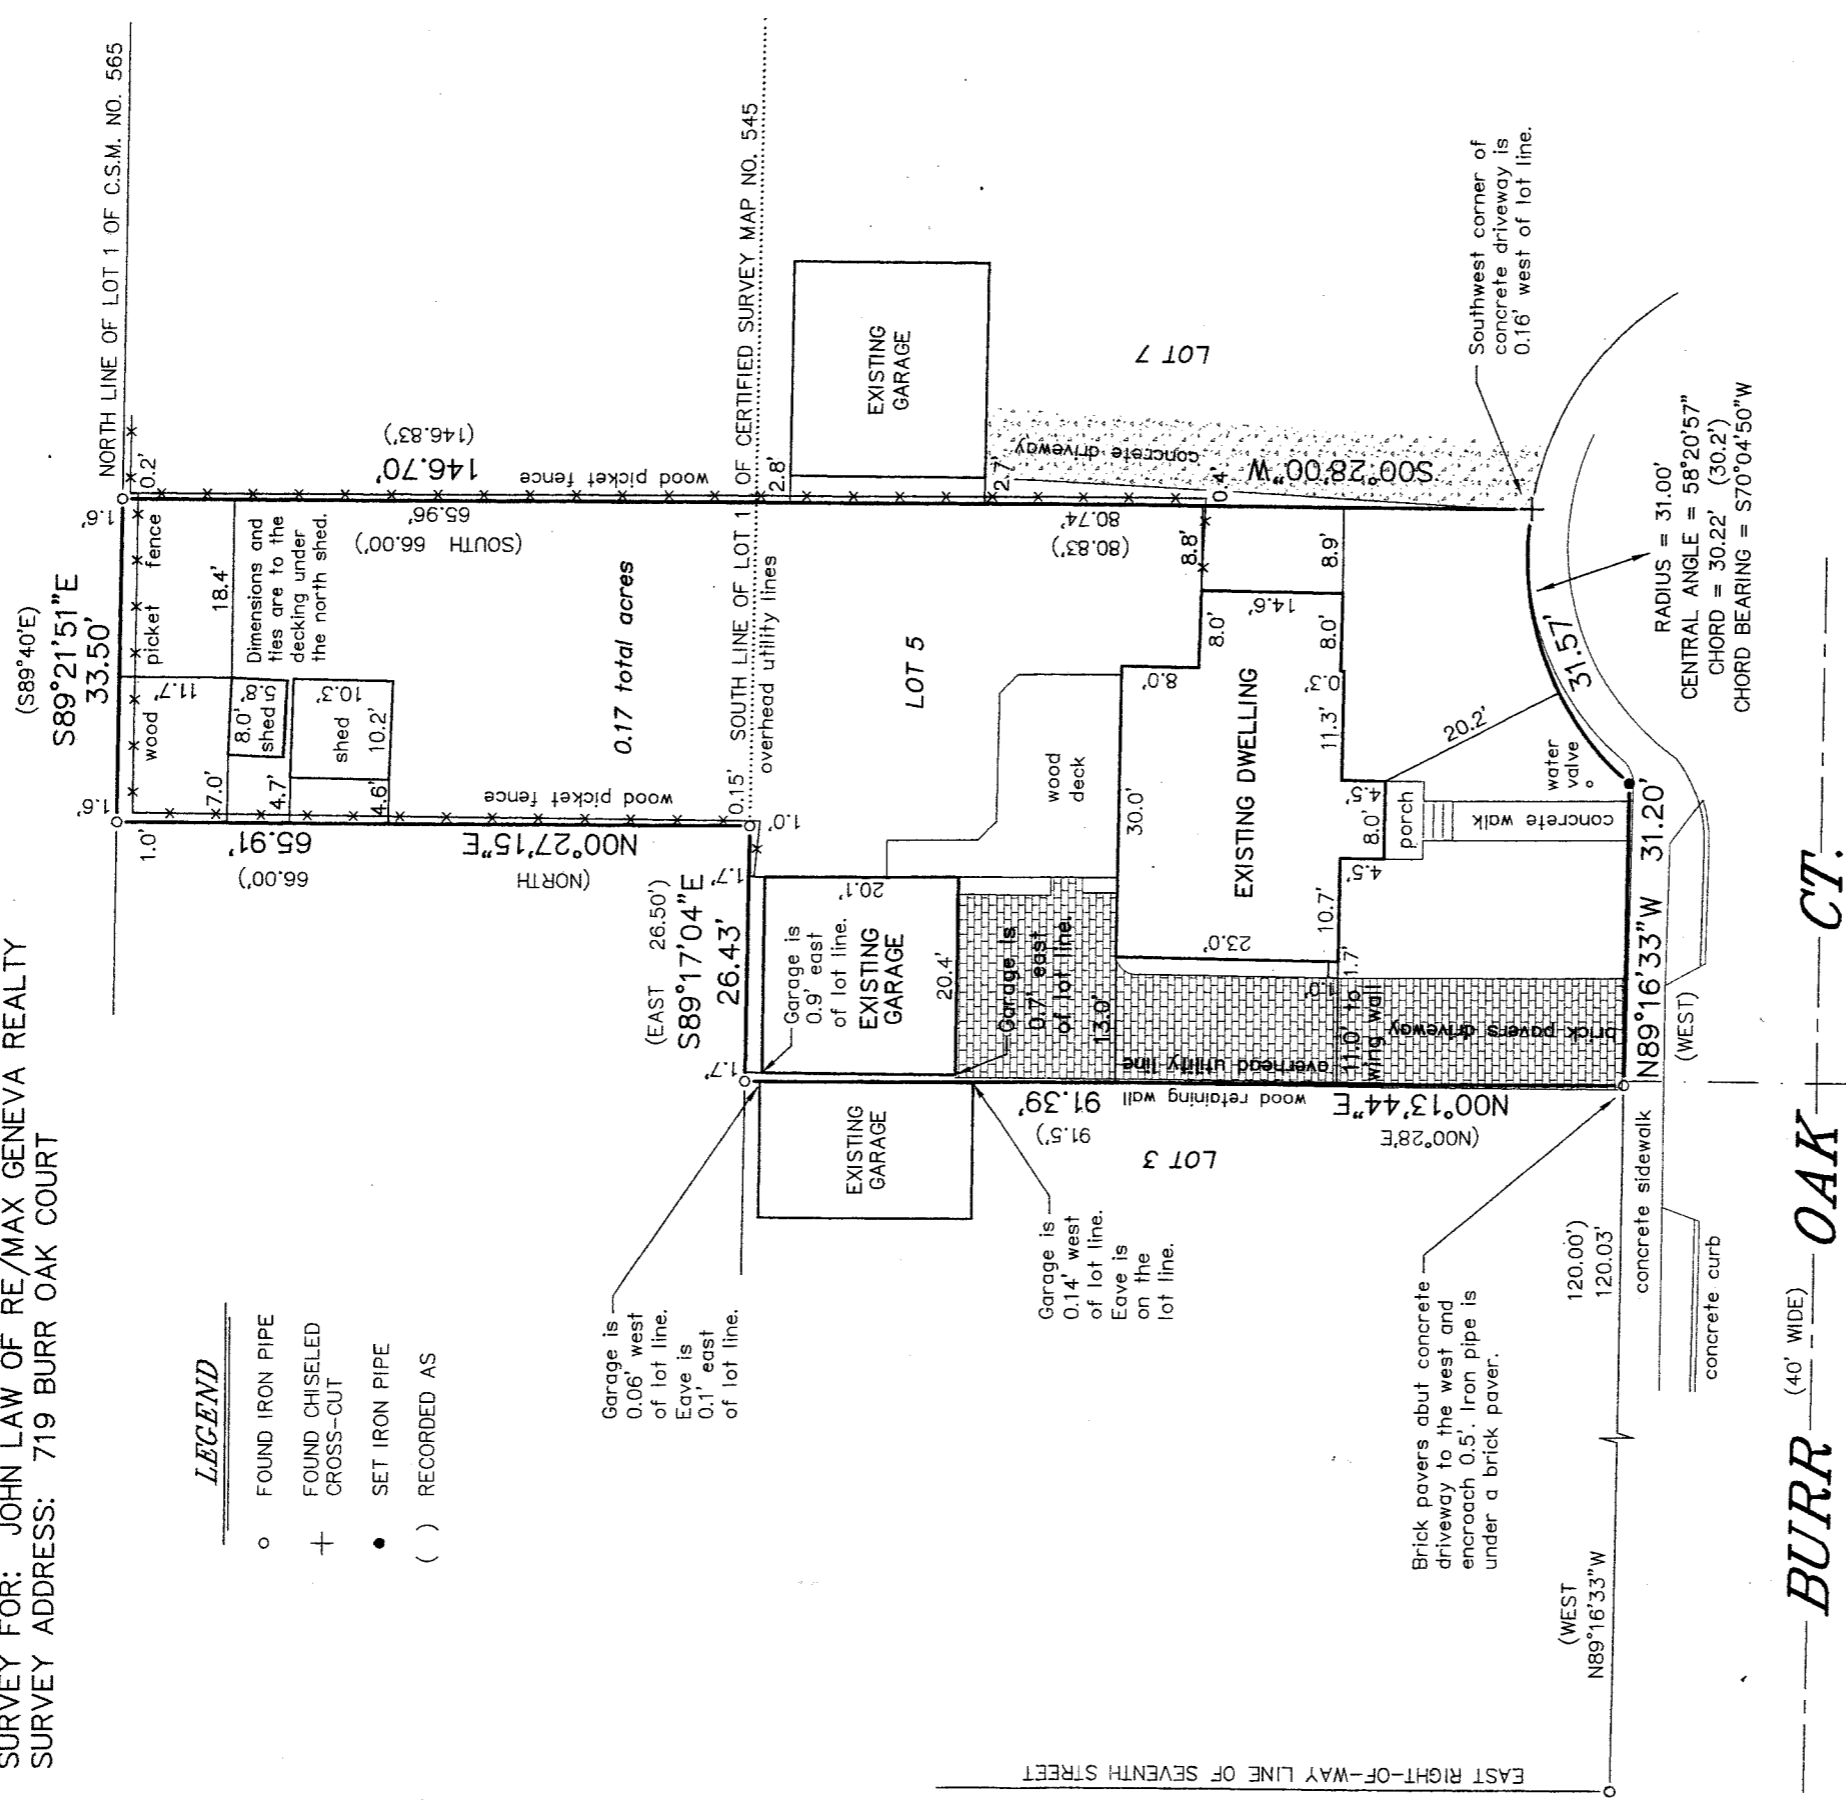 SURVEY FOR: JOHN LAW OF RE/MAX GENEVA REALTY
SURVEY ADDRESS: 719 BURR OAK COURT
LEGEND
○ FOUND IRON PIPE
+ FOUND CHISELED
CROSS-CUT
● SET IRON PIPE
( ) RECORDED AS
(S89°40'E)
S89°21'51"E
33.50'
NORTH LINE OF LOT 1 OF C.S.M. NO. 565
1.6'
1.6'
1.0'
0.2'
wood
picket
fence
11.7'
18.4'
7.0'
8.0'
shed
5.8'
4.7'
shed
10.3'
10.2'
4.6'
Dimensions and
ties are to the
decking under
the north shed.
65.91'
(66.00')
N00°27'15"E
(NORTH
wood picket fence
65.96'
(SOUTH 66.00')
146.70'
(146.83')
wood picket fence
0.17 total acres
0.15'
1.0'
SOUTH LINE OF LOT 1 OF CERTIFIED SURVEY MAP NO. 545
overhead utility lines
(EAST 26.50')
S89°17'04"E
26.43'
1.7'
1.7'
Garage is
0.9' east
of lot line.
EXISTING
GARAGE
20.1'
20.4'
Garage is
0.7' east
of lot line.
13.0'
LOT 5
wood
deck
2.8'
EXISTING
GARAGE
2.7'
80.74'
(80.83')
concrete driveway
0.4'
S00°28'00"W
LOT 7
8.8'
8.0'
14.6'
8.9'
8.0'
8.0'
30.0'
EXISTING DWELLING
0.3'
11.3'
23.0'
10.7'
4.5'
8.0'
4.5'
porch
1.7'
1.0'
11.0' to
wing wall
overhead utility line
brick pavers driveway
concrete walk
water
valve
20.2'
31.57'
Southwest corner of
concrete driveway is
0.16' west of lot line.
RADIUS = 31.00'
CENTRAL ANGLE = 58°20'57"
CHORD = 30.22' (30.2')
CHORD BEARING = S70°04'50"W
N89°16'33"W 31.20'
(WEST)
EXISTING
GARAGE
91.39'
(91.5')
wood retaining wall
N00°13'44"E
(N00°28'E)
LOT 3
Garage is
0.06' west
of lot line.
Eave is
0.1' east
of lot line.
Garage is
0.14' west
of lot line.
Eave is
on the
lot line.
Brick pavers abut concrete
driveway to the west and
encroach 0.5'. Iron pipe is
under a brick paver.
120.00')
120.03'
(WEST
N89°16'33"W
concrete sidewalk
concrete curb
EAST RIGHT-OF-WAY LINE OF SEVENTH STREET
BURR (40' WIDE) OAK CT.